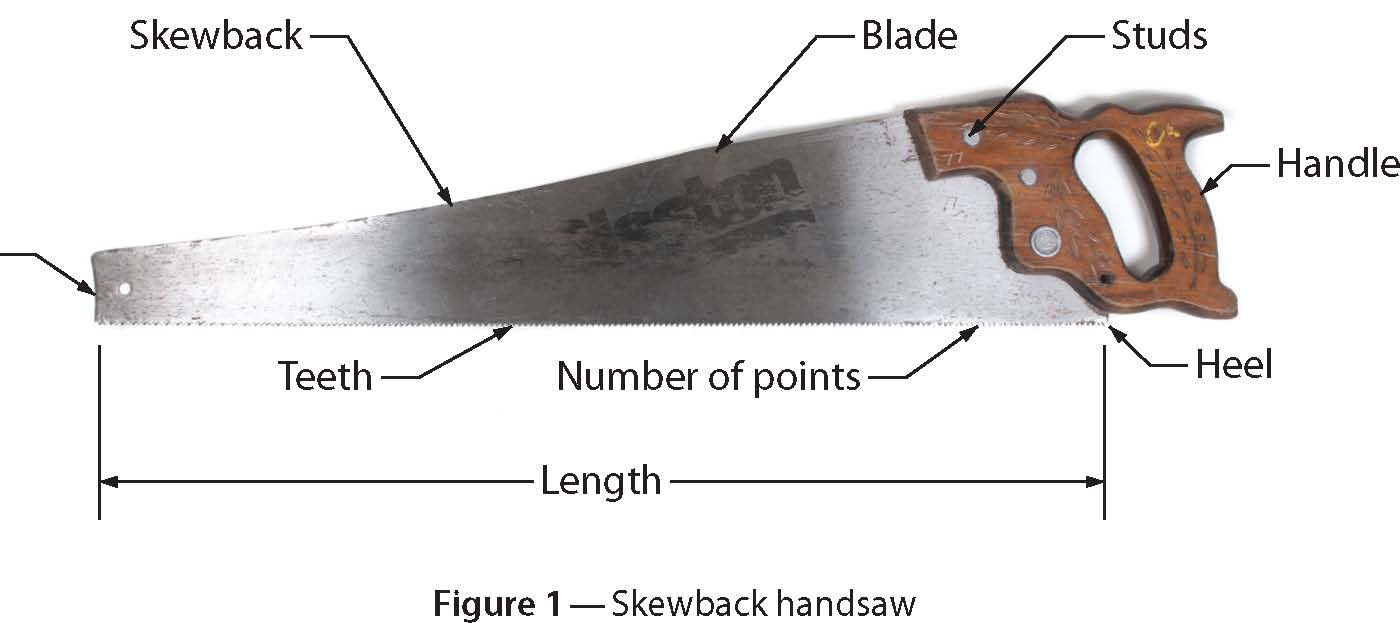 Skewback
Blade
Studs
Handle
Teeth
Number of points
Heel
Length
Figure 1 — Skewback handsaw